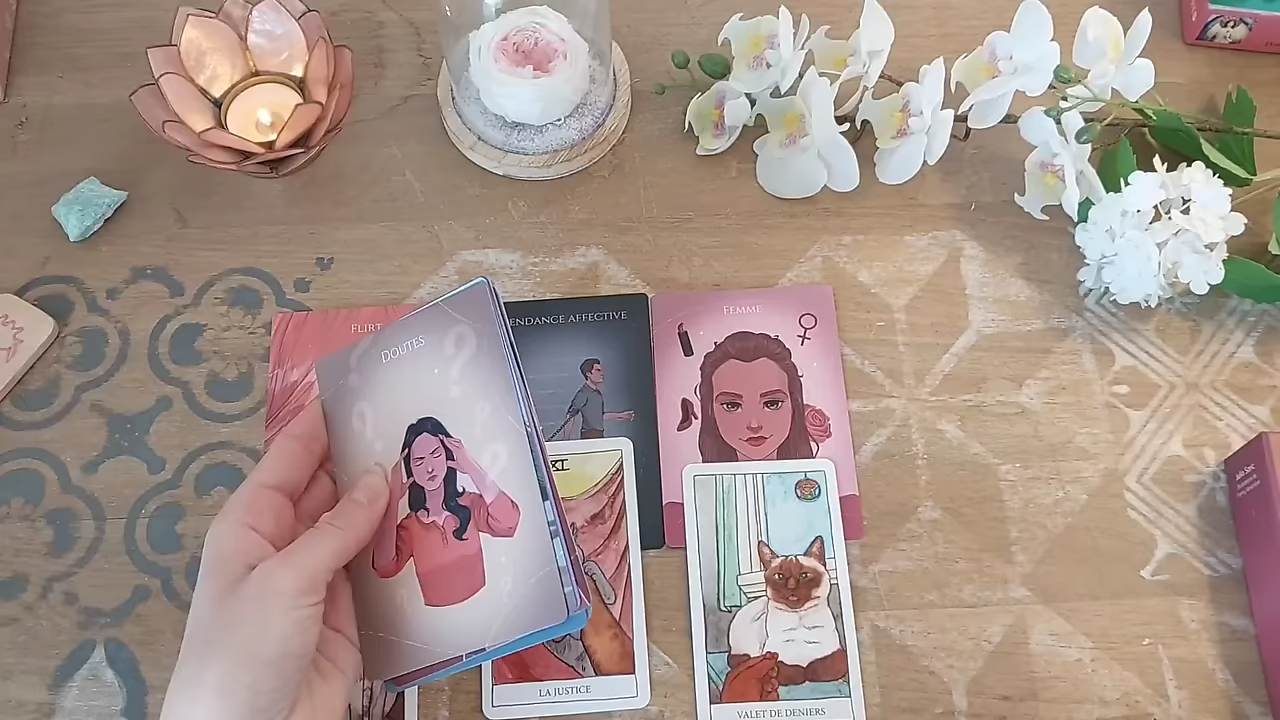 FLIRT
DOUTES
ENDANCE AFFECTIVE
FEMME
XI
LA JUSTICE
VALET DE DENIERS